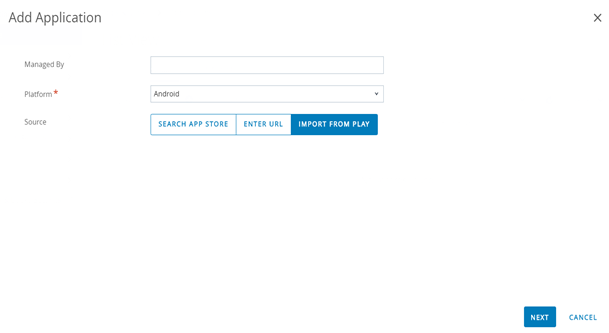 Add Application
Managed By
Platform *
Android
Source
SEARCH APP STORE
ENTER URL
IMPORT FROM PLAY
NEXT
CANCEL